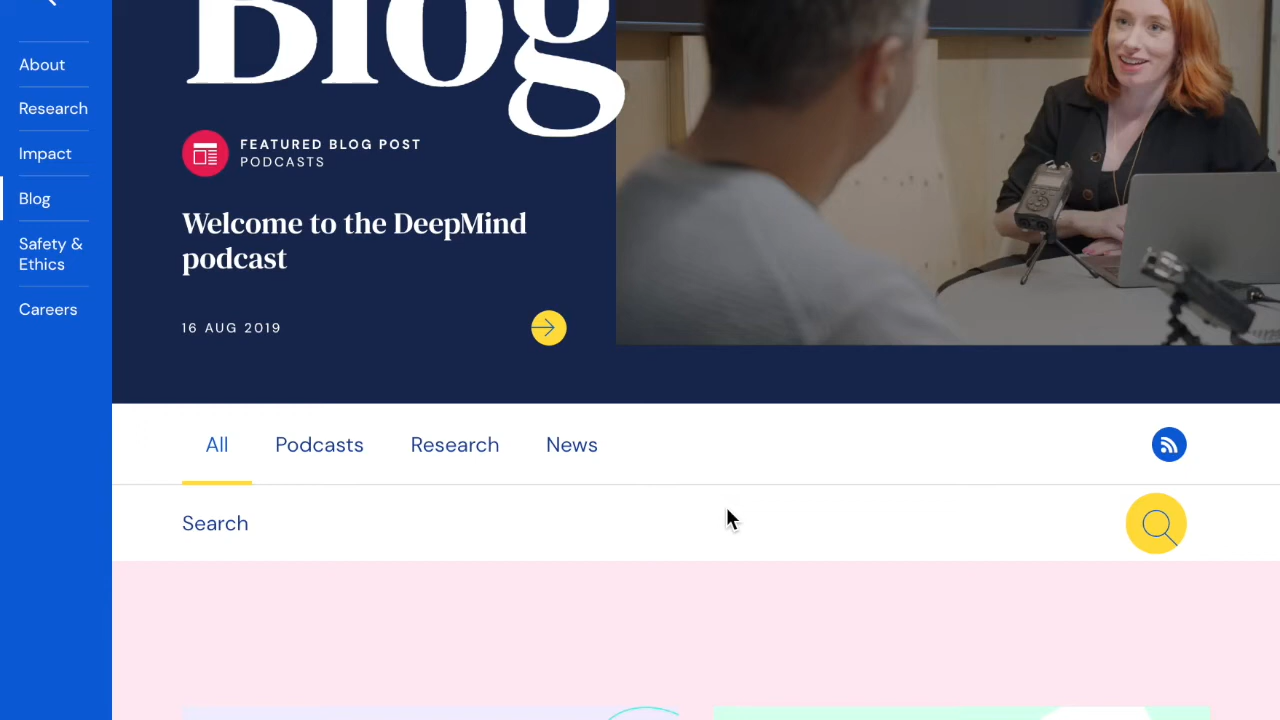 Blog
About
Research
Impact
Blog
Safety &
Ethics
Careers
FEATURED BLOG POST
PODCASTS
Welcome to the DeepMind
podcast
16 AUG 2019
All Podcasts Research News
Search